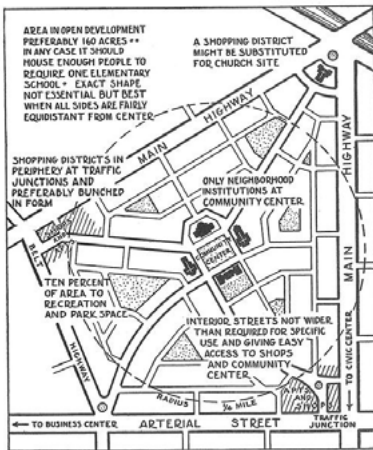 AREA IN OPEN DEVELOPMENT
PREFERABLY 160 ACRES **
IN ANY CASE IT SHOULD
HOUSE ENOUGH PEOPLE TO
REQUIRE ONE ELEMENTARY
SCHOOL * EXACT SHAPE
NOT ESSENTIAL BUT BEST
WHEN ALL SIDES ARE FAIRLY
EQUIDISTANT FROM CENTER
A SHOPPING DISTRICT
MIGHT BE SUBSTITUTED
FOR CHURCH SITE
MAIN HIGHWAY
HIGHWAY
MAIN
SHOPPING DISTRICTS IN
PERIPHERY AT TRAFFIC
JUNCTIONS AND
PREFERABLY BUNCHED
IN FORM
ONLY NEIGHBORHOOD
INSTITUTIONS AT
COMMUNITY CENTER
COMMUNITY
CENTER
BELT
HIGHWAY
TEN PERCENT
OF AREA TO
RECREATION
AND PARK SPACE
INTERIOR STREETS NOT WIDER
THAN REQUIRED FOR SPECIFIC
USE AND GIVING EASY
ACCESS TO SHOPS
AND COMMUNITY
CENTER
TO CIVIC CENTER
RADIUS
1/4 MILE
TRAFFIC
JUNCTION
TO BUSINESS CENTER
ARTERIAL STREET